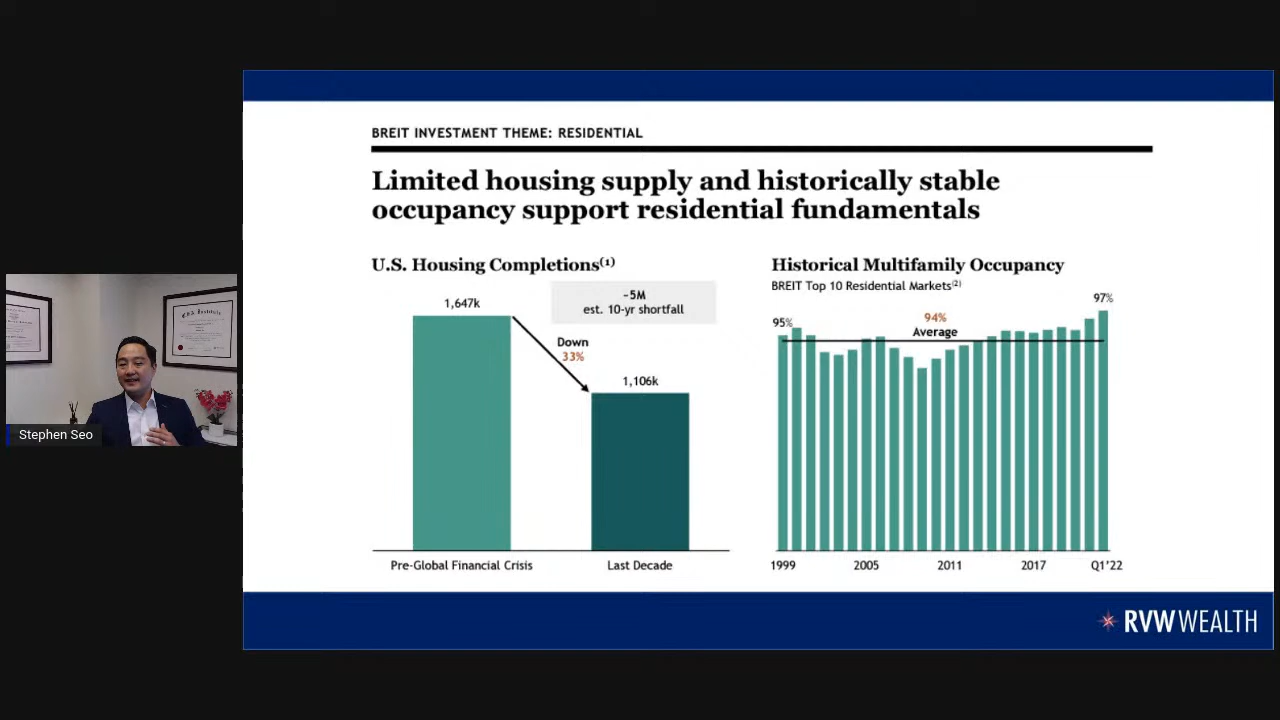 BREIT INVESTMENT THEME: RESIDENTIAL
Limited housing supply and historically stable
occupancy support residential fundamentals
U.S. Housing Completions(1)
~5M
est. 10-yr shortfall
1,647k
Down
33%
1,106k
Pre-Global Financial Crisis
Last Decade
Historical Multifamily Occupancy
BREIT Top 10 Residential Markets(2)
97%
95%
94%
Average
1999
2005
2011
2017
Q1'22
Stephen Seo
RVW WEALTH